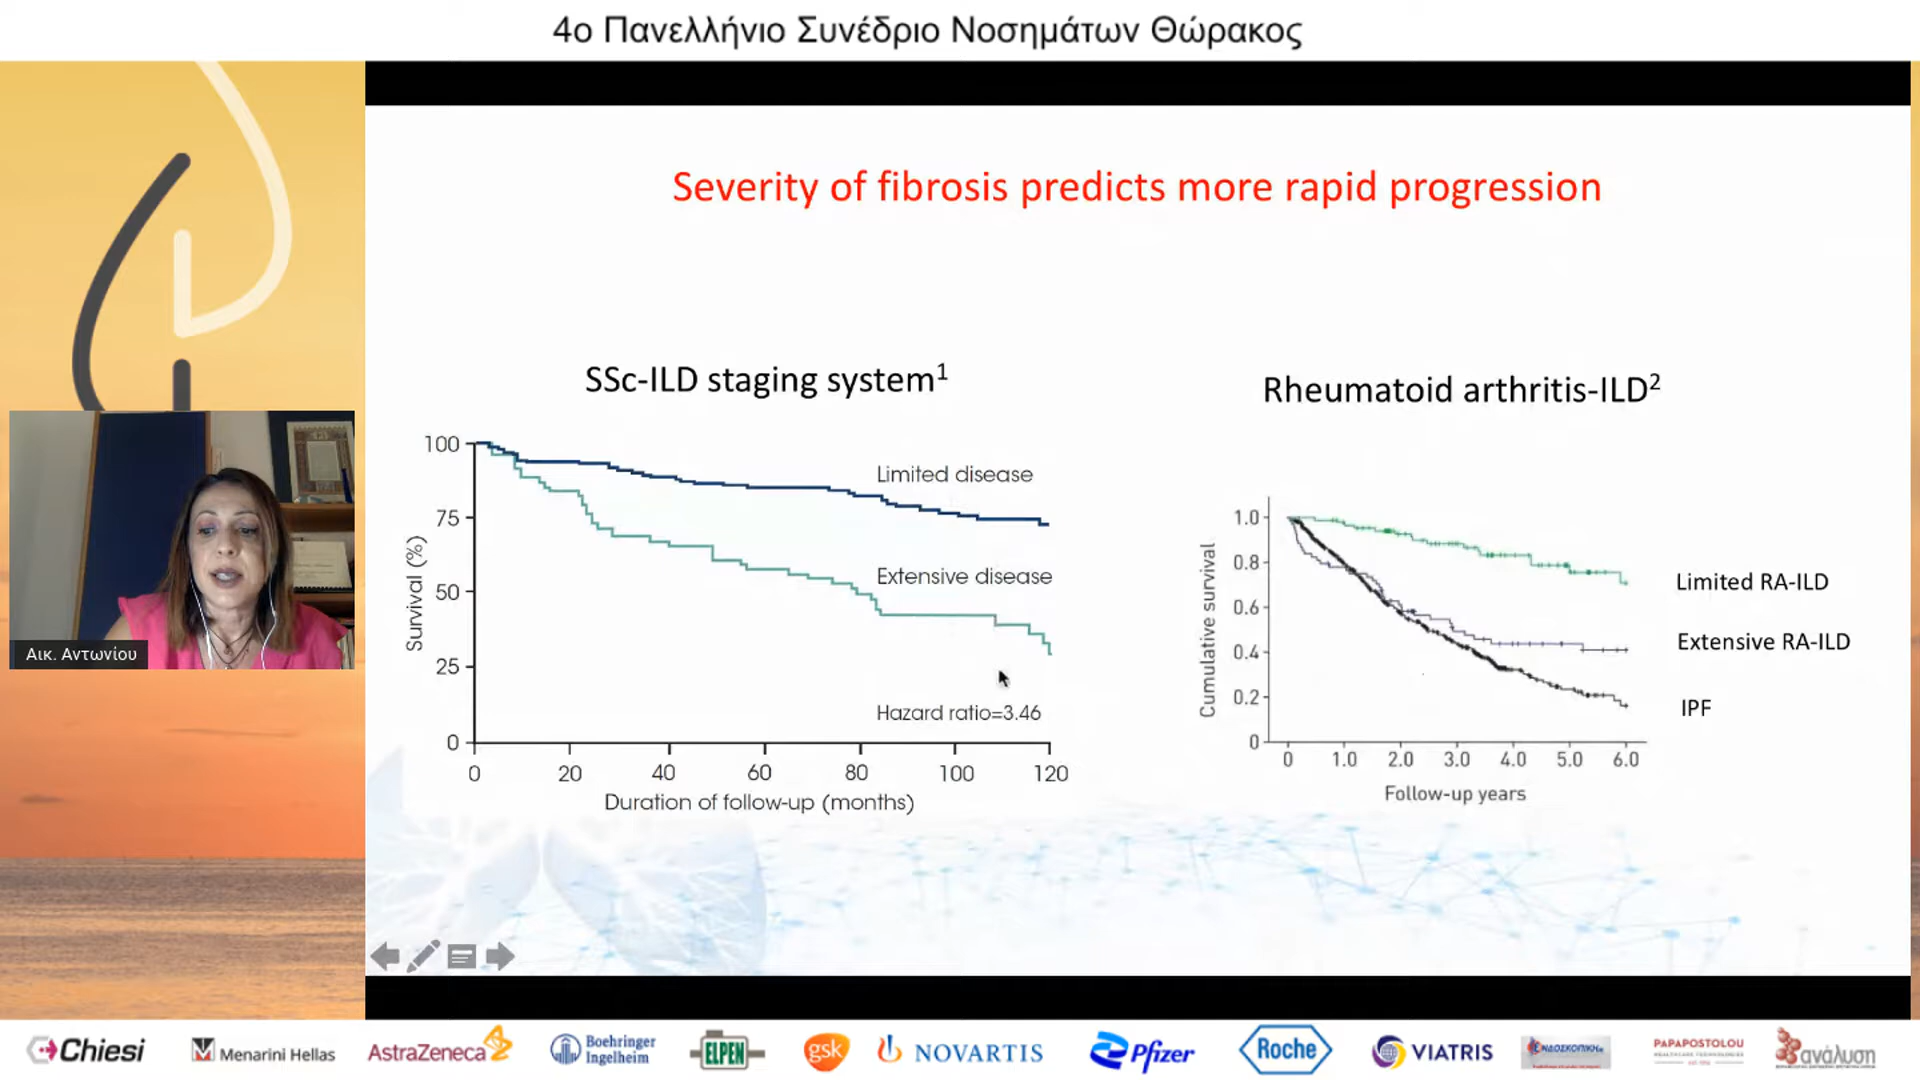 4ο Πανελλήνιο Συνέδριο Νοσημάτων Θώρακος
Severity of fibrosis predicts more rapid progression
SSc-ILD staging system1
100
75
50
25
0
Survival (%)
Limited disease
Extensive disease
Hazard ratio=3.46
0 20 40 60 80 100 120
Duration of follow-up (months)
Rheumatoid arthritis-ILD2
1.0
0.8
0.6
0.4
0.2
0
Cumulative survival
Limited RA-ILD
Extensive RA-ILD
IPF
0 1.0 2.0 3.0 4.0 5.0 6.0
Follow-up years
Αικ. Αντωνίου
Chiesi
Menarini Hellas
AstraZeneca
Boehringer
Ingelheim
ELPEN
gsk
NOVARTIS
Pfizer
Roche
VIATRIS
ΕΝΔΟΣΚΟΠΙΚΗ
PAPAPOSTOLOU
ανάλυση